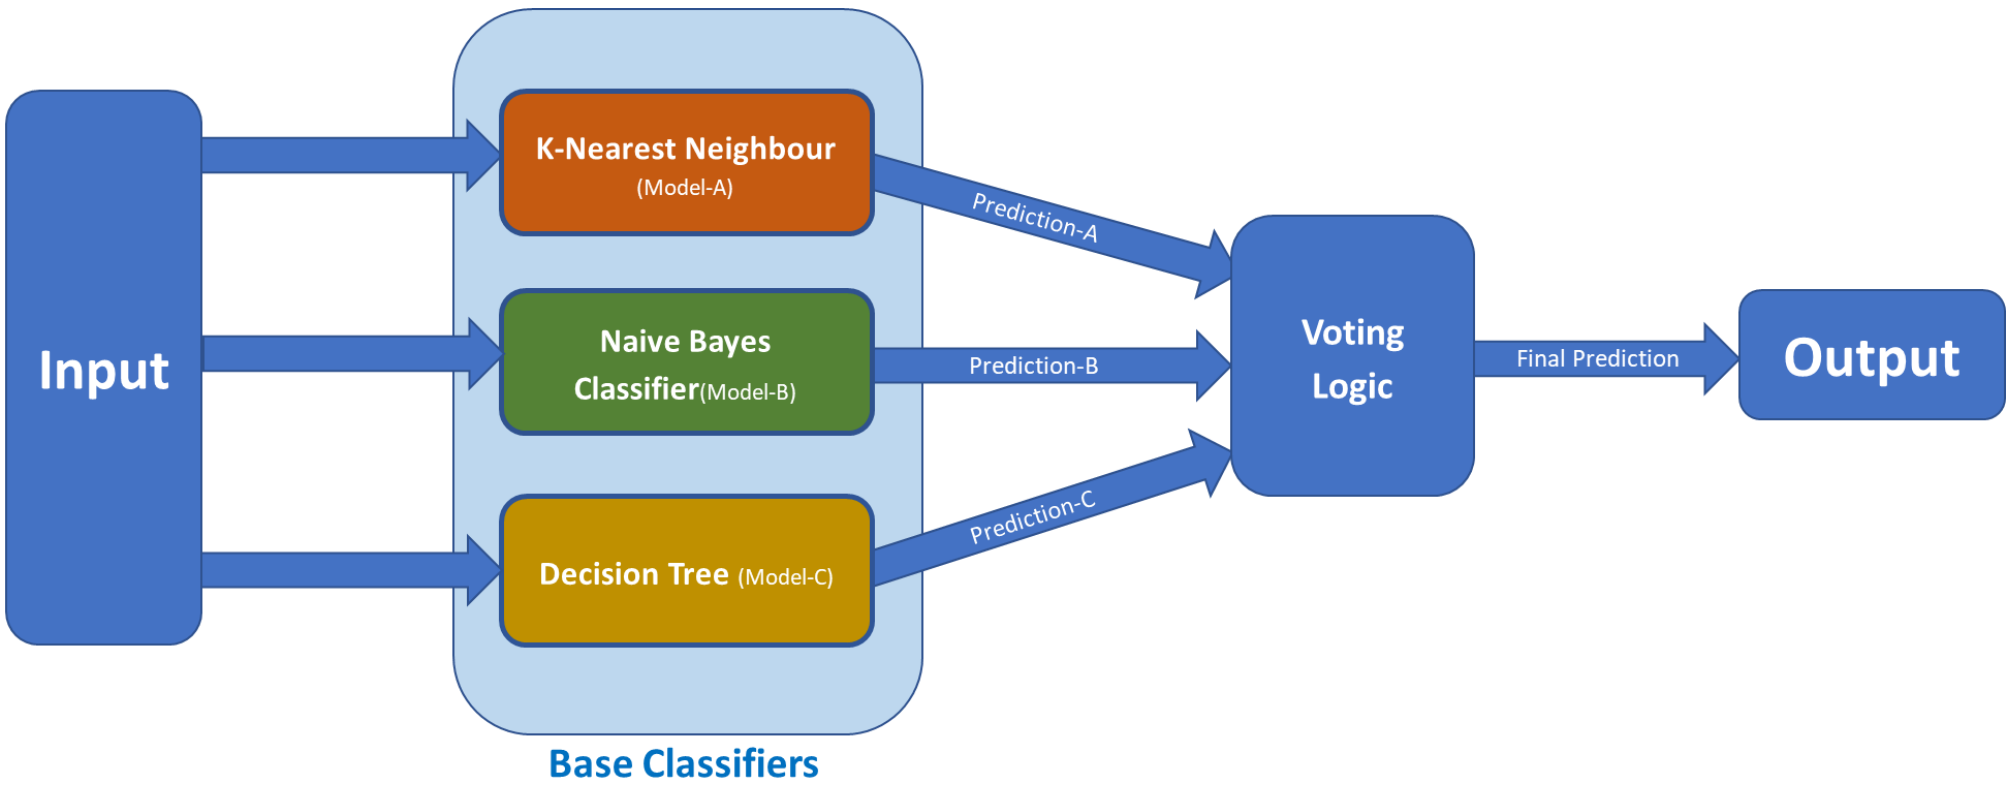 Input
K-Nearest Neighbour
(Model-A)
Naive Bayes
Classifier(Model-B)
Decision Tree (Model-C)
Base Classifiers
Prediction-A
Prediction-B
Prediction-C
Voting
Logic
Final Prediction
Output